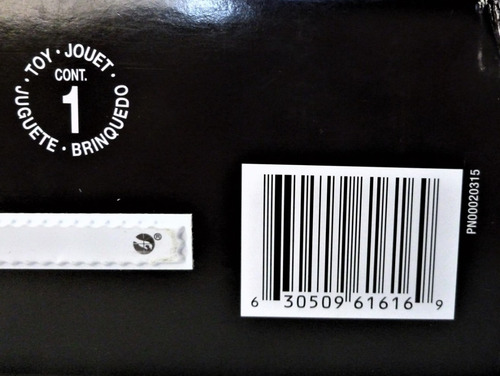 TOY · JOUET · BRINQUEDO · JUGUETE ·
CONT.
1
®
6 30509 61616 9
PN00020315